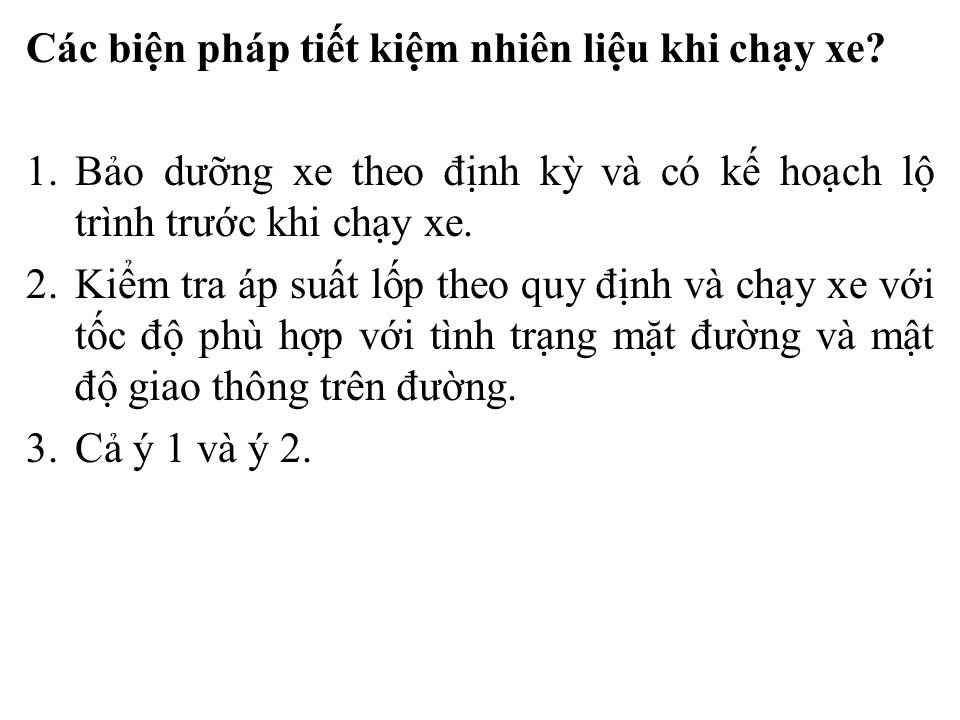 Các biện pháp tiết kiệm nhiên liệu khi chạy xe?
1. Bảo dưỡng xe theo định kỳ và có kế hoạch lộ
trình trước khi chạy xe.
2. Kiểm tra áp suất lốp theo quy định và chạy xe với
tốc độ phù hợp với tình trạng mặt đường và mật
độ giao thông trên đường.
3. Cả ý 1 và ý 2.